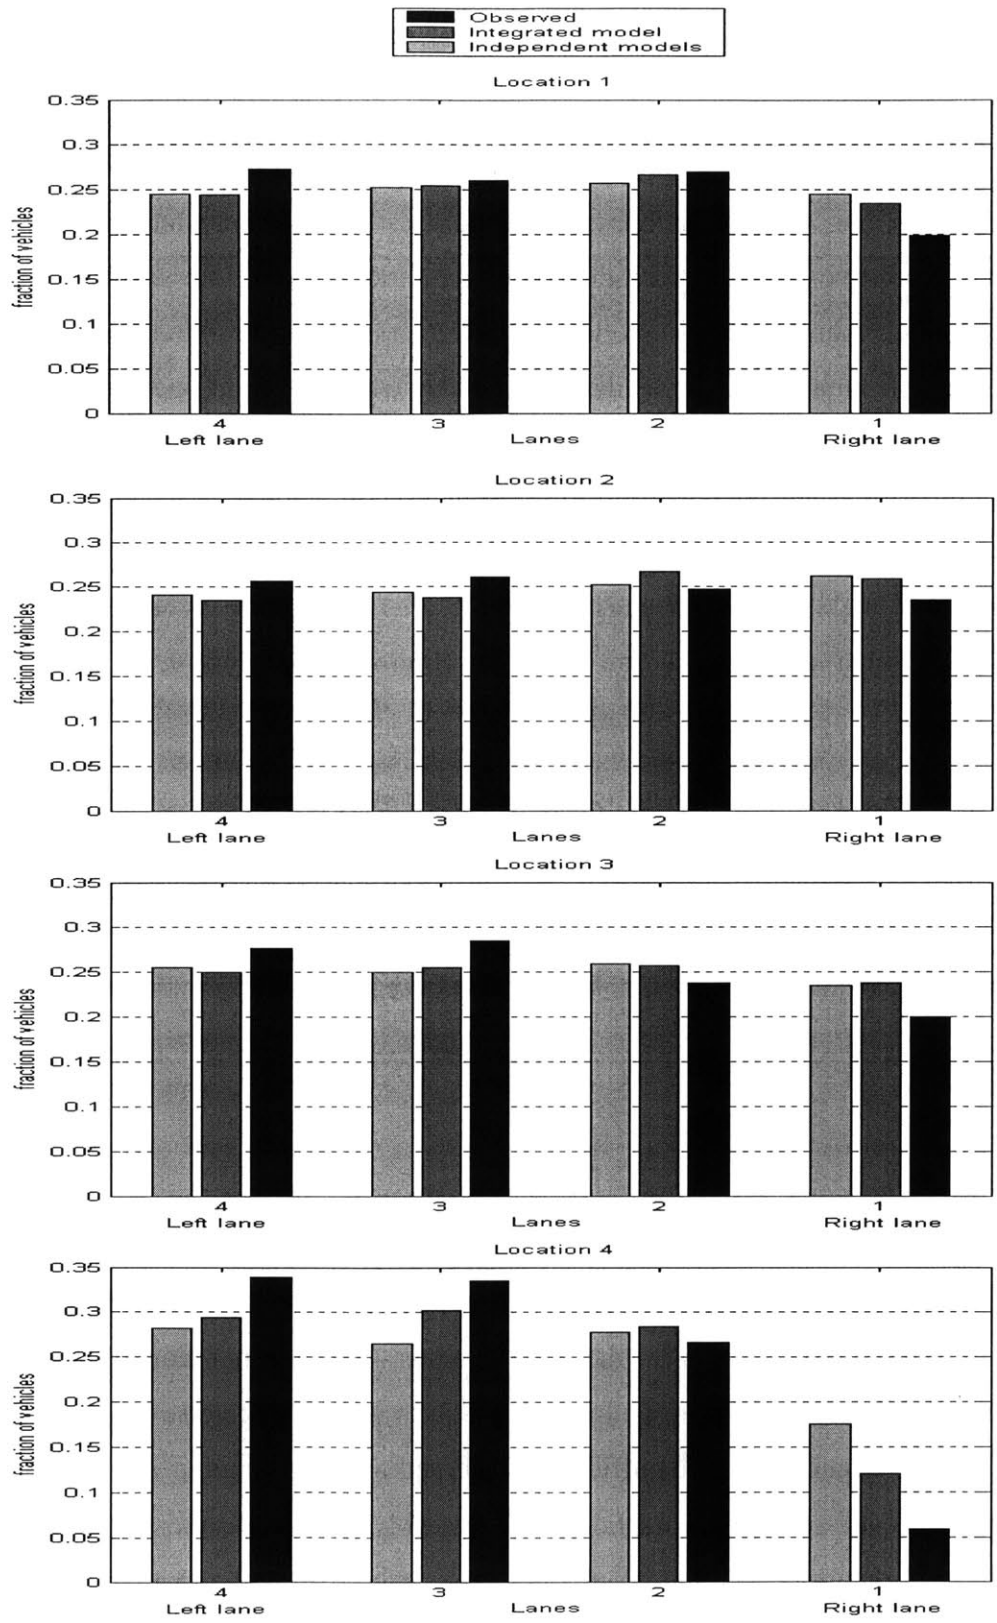 Observed
Integrated model
Independent models
Location 1
0.35
0.3
0.25
0.2
0.15
0.1
0.05
0
fraction of vehicles
4 3 2 1
Left lane Lanes Right lane
Location 2
0.35
0.3
0.25
0.2
0.15
0.1
0.05
0
fraction of vehicles
4 3 2 1
Left lane Lanes Right lane
Location 3
0.35
0.3
0.25
0.2
0.15
0.1
0.05
0
fraction of vehicles
4 3 2 1
Left lane Lanes Right lane
Location 4
0.35
0.3
0.25
0.2
0.15
0.1
0.05
0
fraction of vehicles
4 3 2 1
Left lane Lanes Right lane